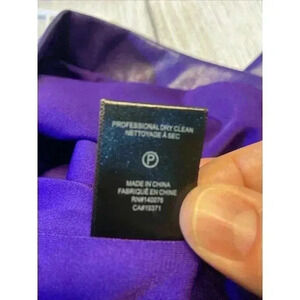 PROFESSIONAL DRY CLEAN
NETTOYAGE À SEC
P
MADE IN CHINA
FABRIQUÉ EN CHINE
RN#140076
CA#19371